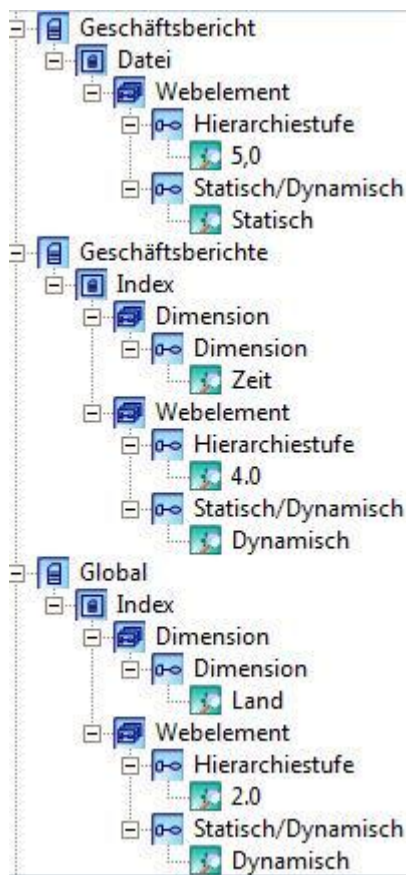 Geschäftsbericht
Datei
Webelement
Hierarchiestufe
5,0
Statisch/Dynamisch
Statisch
Geschäftsberichte
Index
Dimension
Dimension
Zeit
Webelement
Hierarchiestufe
4.0
Statisch/Dynamisch
Dynamisch
Global
Index
Dimension
Dimension
Land
Webelement
Hierarchiestufe
2.0
Statisch/Dynamisch
Dynamisch